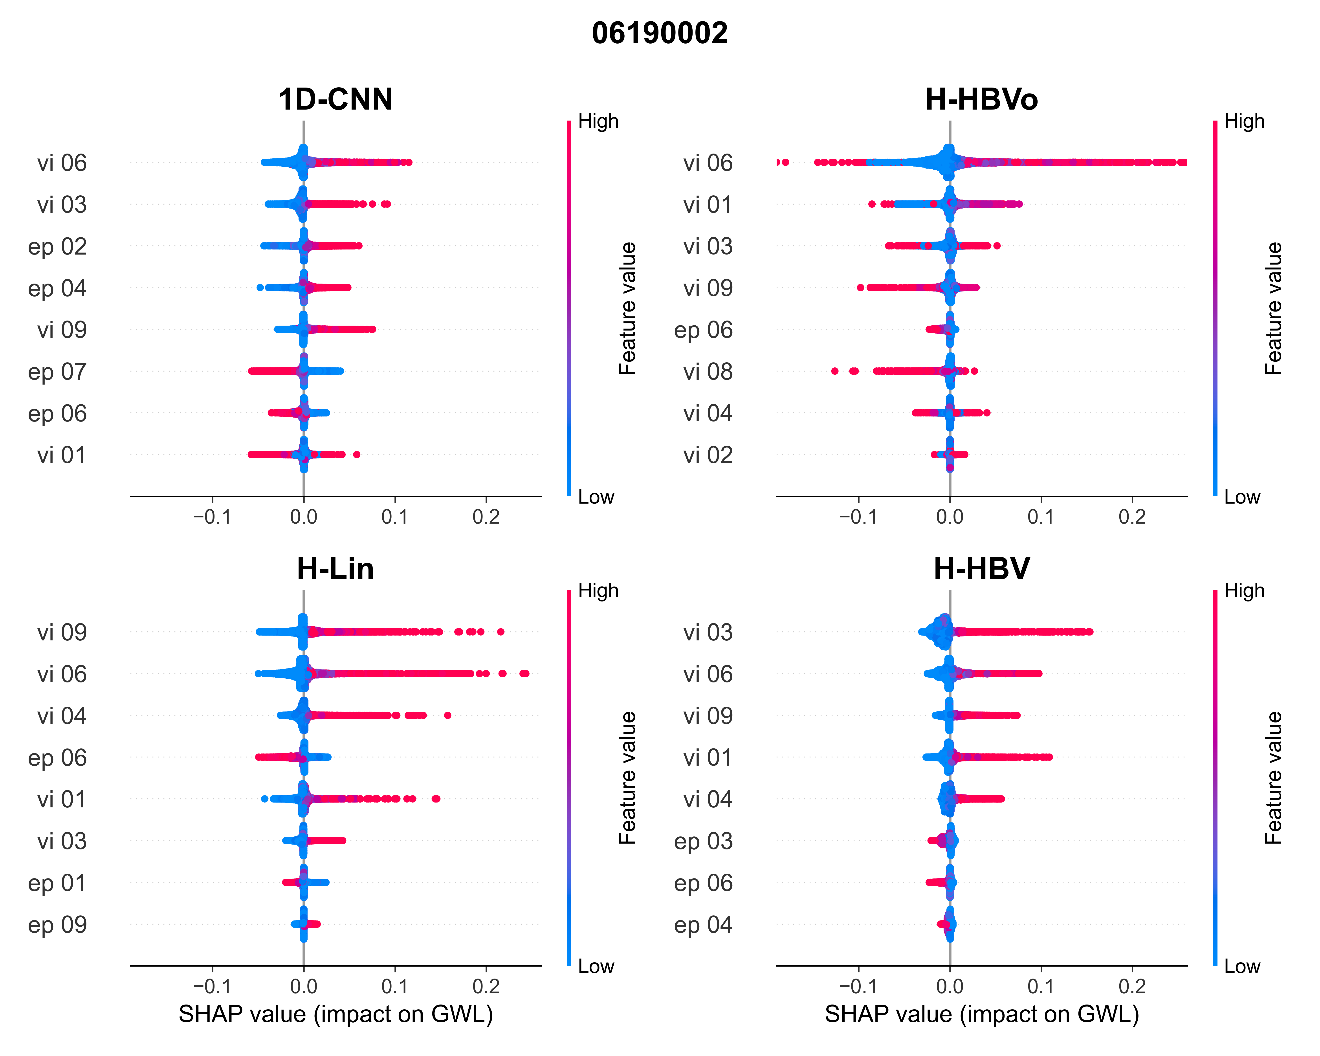 06190002
1D-CNN
High
vi 06
vi 03
ep 02
ep 04
vi 09
ep 07
ep 06
vi 01
Feature value
Low
−0.1 0.0 0.1 0.2
H-HBVo
High
vi 06
vi 01
vi 03
vi 09
ep 06
vi 08
vi 04
vi 02
Feature value
Low
−0.1 0.0 0.1 0.2
H-Lin
High
vi 09
vi 06
vi 04
ep 06
vi 01
vi 03
ep 01
ep 09
Feature value
Low
−0.1 0.0 0.1 0.2
SHAP value (impact on GWL)
H-HBV
High
vi 03
vi 06
vi 09
vi 01
vi 04
ep 03
ep 06
ep 04
Feature value
Low
−0.1 0.0 0.1 0.2
SHAP value (impact on GWL)